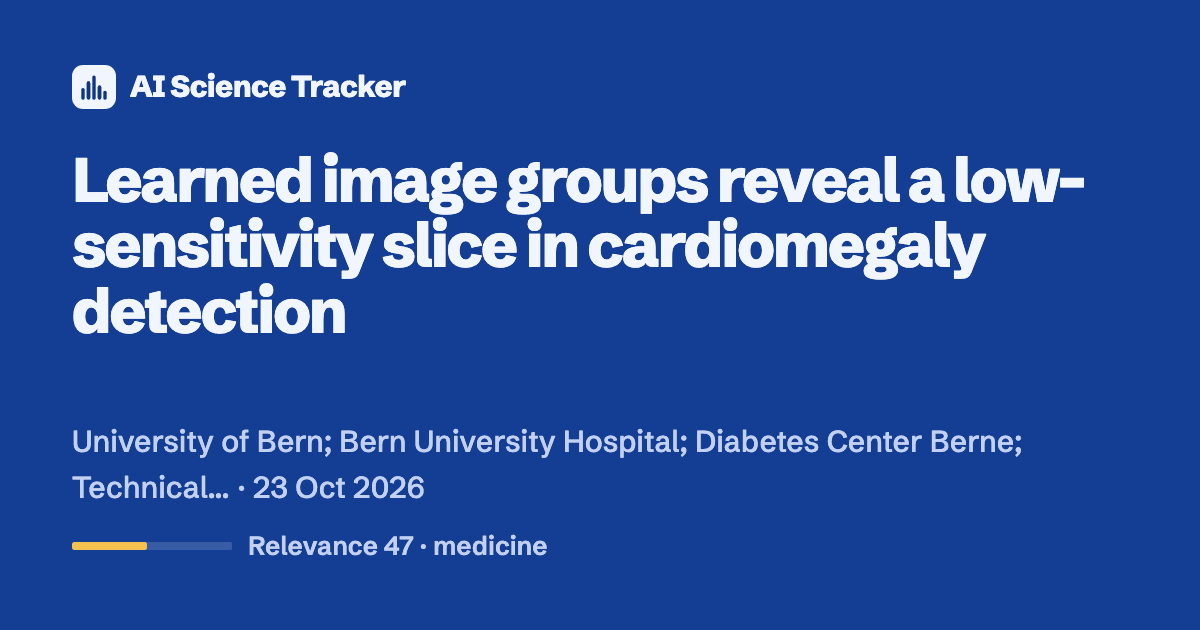 AI Science Tracker
Learned image groups reveal a low-
sensitivity slice in cardiomegaly
detection
University of Bern; Bern University Hospital; Diabetes Center Berne;
Technical... · 23 Oct 2026
Relevance 47 · medicine